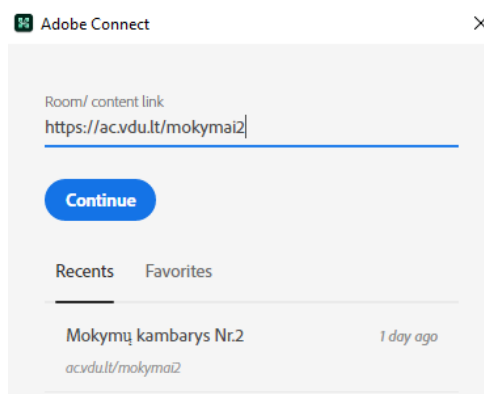 Adobe Connect
Room/ content link
https://ac.vdu.lt/mokymai2
Continue
Recents Favorites
Mokymų kambarys Nr.2 1 day ago
ac.vdu.lt/mokymai2